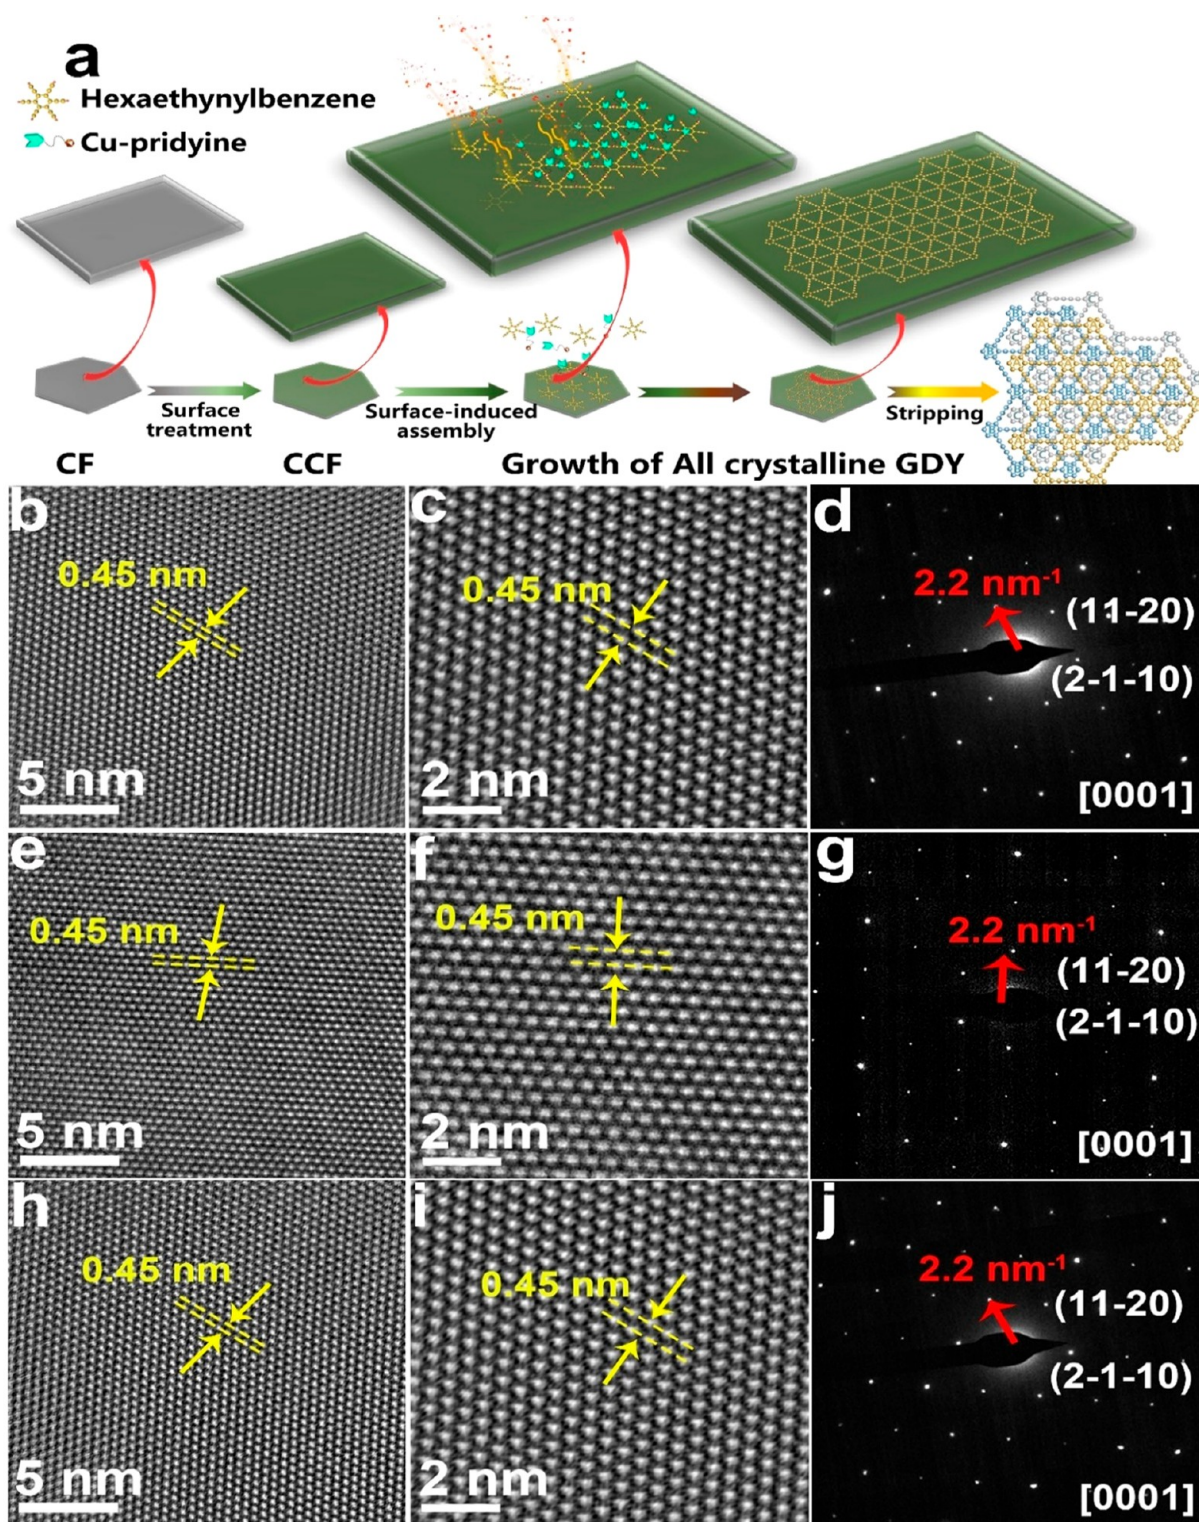 a
Hexaethynylbenzene
Cu-pridyine
Surface
treatment
Surface-induced
assembly
Stripping
CF
CCF
Growth of All crystalline GDY
b
0.45 nm
5 nm
c
0.45 nm
2 nm
d
2.2 nm⁻¹
(11-20)
(2-1-10)
[0001]
e
0.45 nm
5 nm
f
0.45 nm
2 nm
g
2.2 nm⁻¹
(11-20)
(2-1-10)
[0001]
h
0.45 nm
5 nm
i
0.45 nm
2 nm
j
2.2 nm⁻¹
(11-20)
(2-1-10)
[0001]